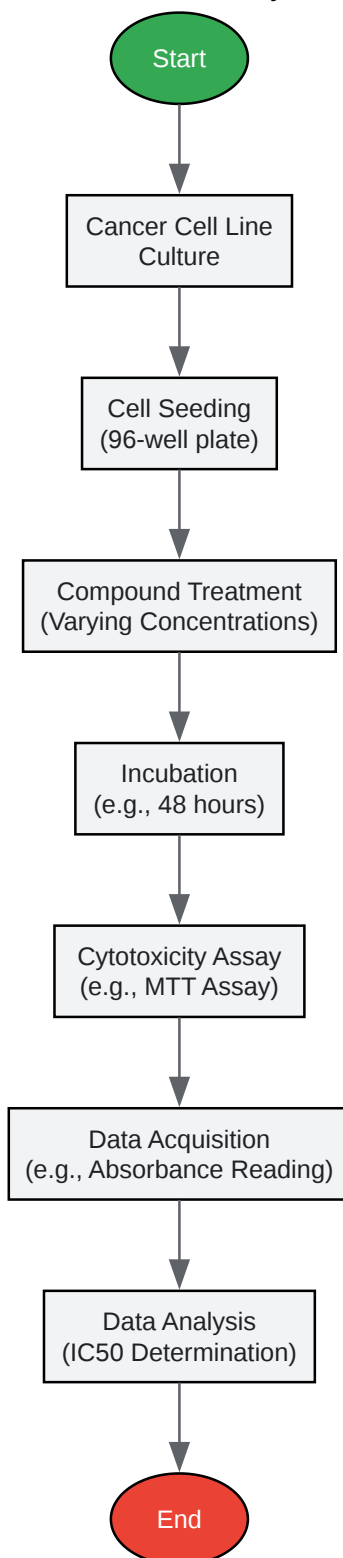 Start
Cancer Cell Line
Culture
Cell Seeding
(96-well plate)
Compound Treatment
(Varying Concentrations)
Incubation
(e.g., 48 hours)
Cytotoxicity Assay
(e.g., MTT Assay)
Data Acquisition
(e.g., Absorbance Reading)
Data Analysis
(IC50 Determination)
End